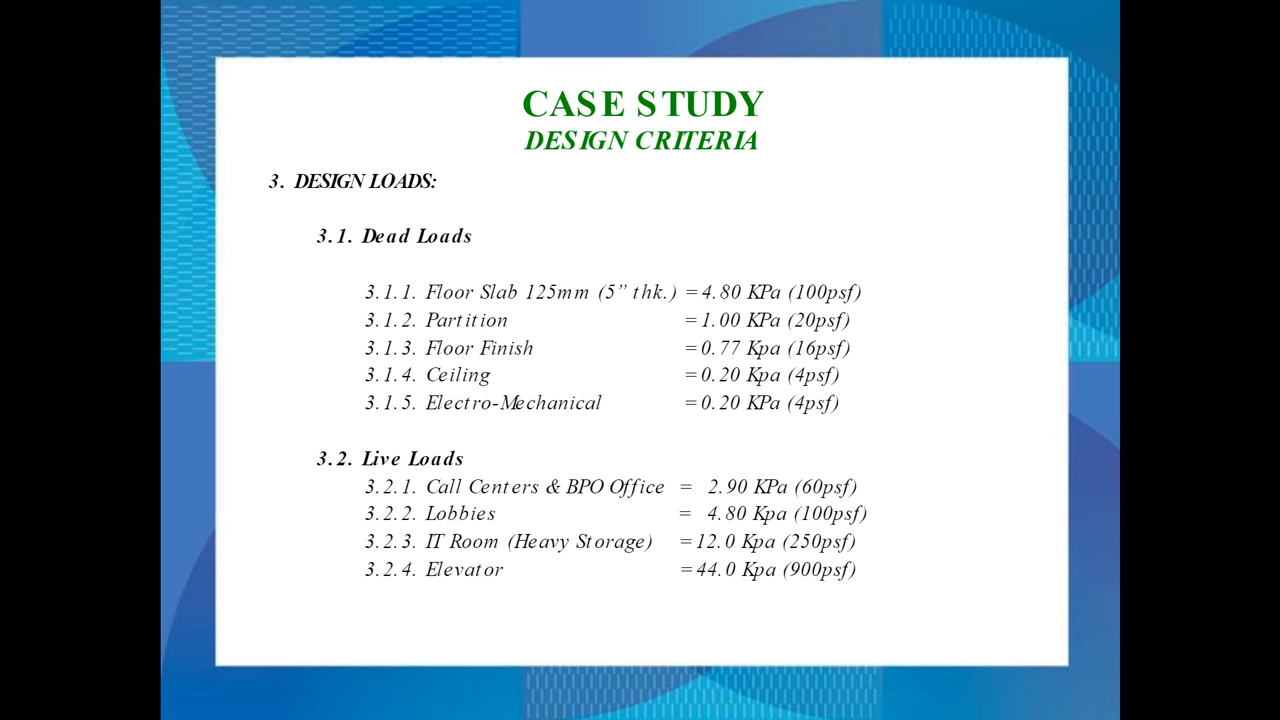 CASE STUDY
DESIGN CRITERIA
3. DESIGN LOADS:
3.1. Dead Loads
3.1.1. Floor Slab 125mm (5” thk.) = 4.80 KPa (100psf)
3.1.2. Partition = 1.00 KPa (20psf)
3.1.3. Floor Finish = 0.77 Kpa (16psf)
3.1.4. Ceiling = 0.20 Kpa (4psf)
3.1.5. Electro-Mechanical = 0.20 KPa (4psf)
3.2. Live Loads
3.2.1. Call Centers & BPO Office = 2.90 KPa (60psf)
3.2.2. Lobbies = 4.80 Kpa (100psf)
3.2.3. IT Room (Heavy Storage) = 12.0 Kpa (250psf)
3.2.4. Elevator = 44.0 Kpa (900psf)